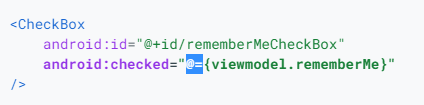 <CheckBox
android:id="@+id/rememberMeCheckBox"
android:checked="@={viewmodel.rememberMe}"
/>